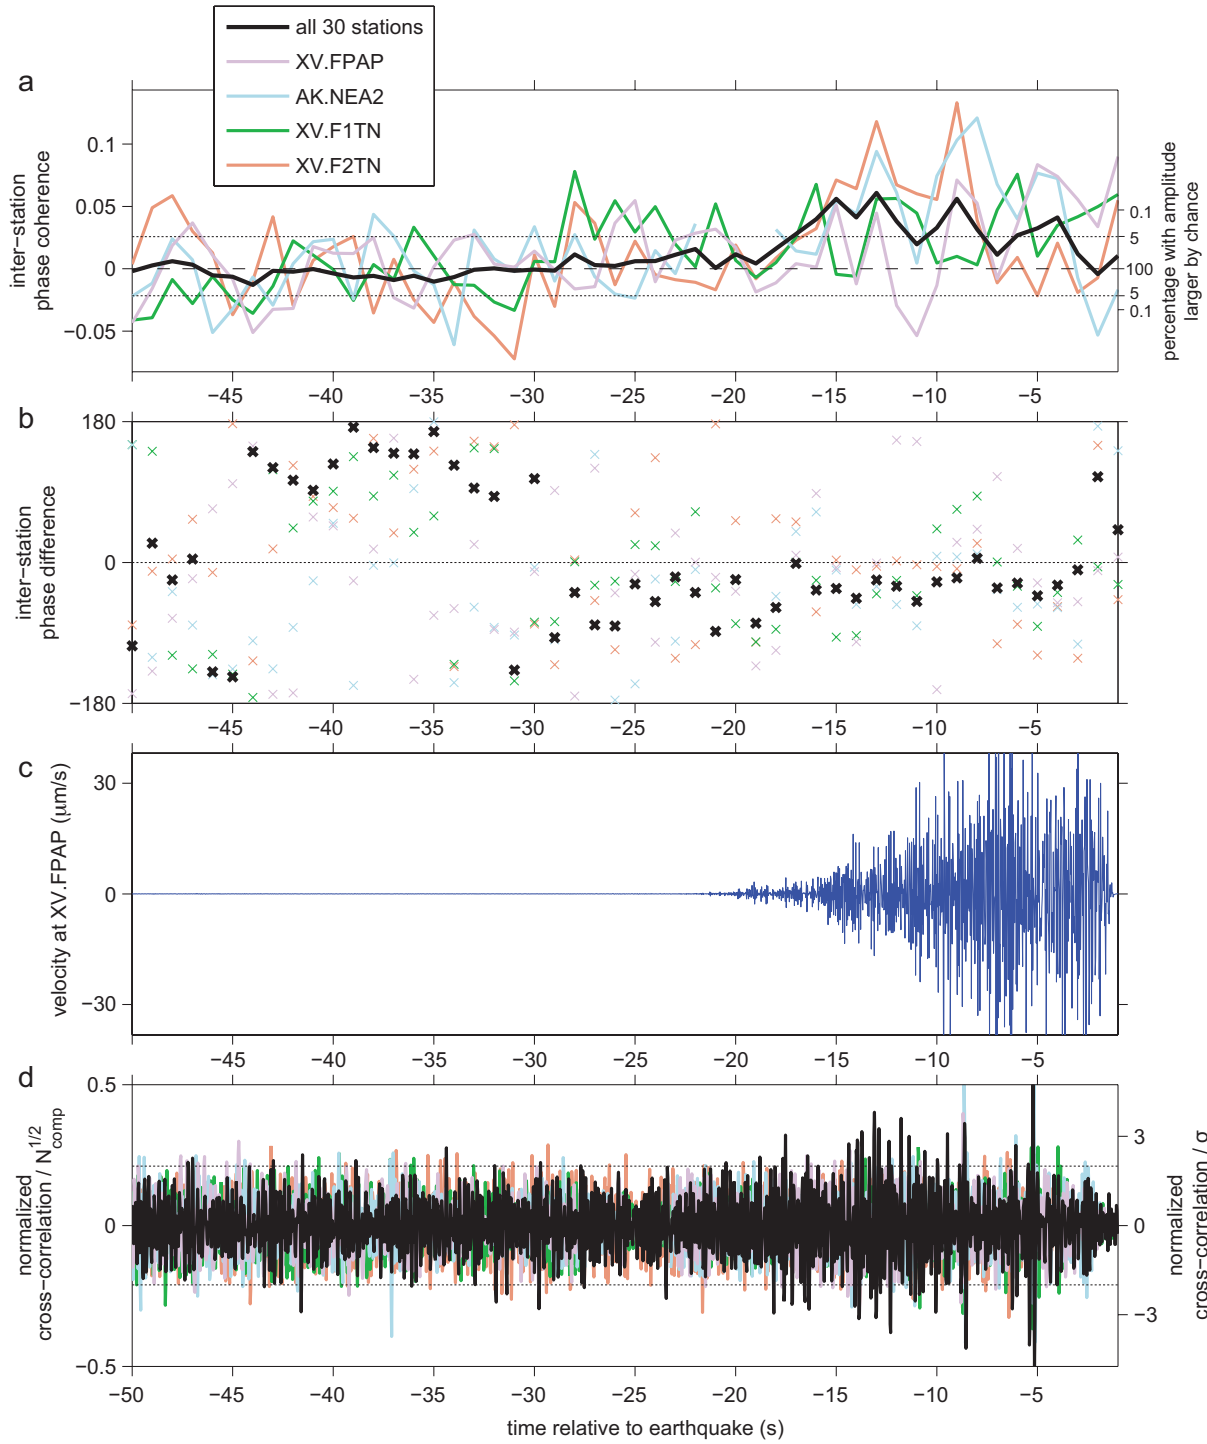 all 30 stations
XV.FPAP
AK.NEA2
XV.F1TN
XV.F2TN
a
inter−station
phase coherence
0.1
0.05
0
−0.05
0.1
5
100
5
0.1
percentage with amplitude
larger by chance
−45 −40 −35 −30 −25 −20 −15 −10 −5
b
inter−station
phase difference
180
0
−180
−45 −40 −35 −30 −25 −20 −15 −10 −5
c
velocity at XV.FPAP (μm/s)
30
0
−30
−45 −40 −35 −30 −25 −20 −15 −10 −5
d
normalized
cross−correlation / N^{1/2}_{comp}
0.5
0
−0.5
3
0
−3
normalized
cross−correlation / σ
−50 −45 −40 −35 −30 −25 −20 −15 −10 −5
time relative to earthquake (s)